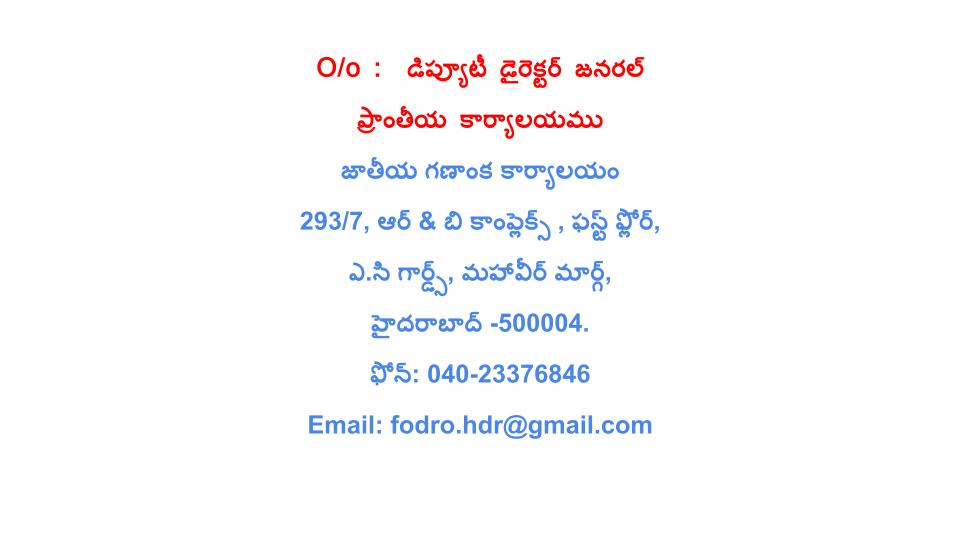 O/o : డిప్యూటీ డైరెక్టర్ జనరల్
ప్రాంతీయ కార్యాలయము
జాతీయ గణాంక కార్యాలయం
293/7, ఆర్ & బి కాంప్లెక్స్ , ఫస్ట్ ఫ్లోర్,
ఎ.సి గార్డ్స్, మహావీర్ మార్గ్,
హైదరాబాద్ -500004.
ఫోన్: 040-23376846
Email: fodro.hdr@gmail.com